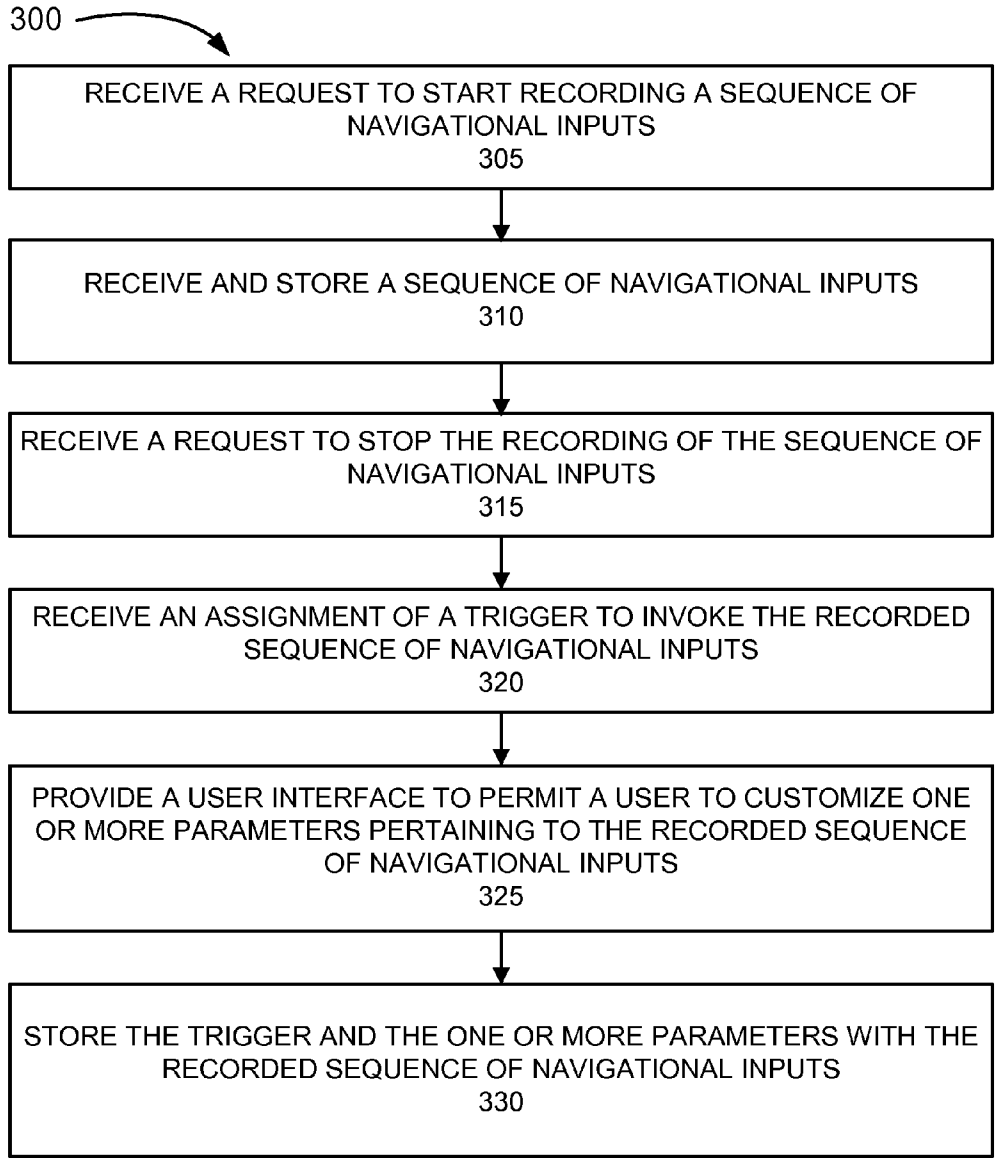 300
RECEIVE A REQUEST TO START RECORDING A SEQUENCE OF
NAVIGATIONAL INPUTS
305
RECEIVE AND STORE A SEQUENCE OF NAVIGATIONAL INPUTS
310
RECEIVE A REQUEST TO STOP THE RECORDING OF THE SEQUENCE OF
NAVIGATIONAL INPUTS
315
RECEIVE AN ASSIGNMENT OF A TRIGGER TO INVOKE THE RECORDED
SEQUENCE OF NAVIGATIONAL INPUTS
320
PROVIDE A USER INTERFACE TO PERMIT A USER TO CUSTOMIZE ONE
OR MORE PARAMETERS PERTAINING TO THE RECORDED SEQUENCE
OF NAVIGATIONAL INPUTS
325
STORE THE TRIGGER AND THE ONE OR MORE PARAMETERS WITH THE
RECORDED SEQUENCE OF NAVIGATIONAL INPUTS
330